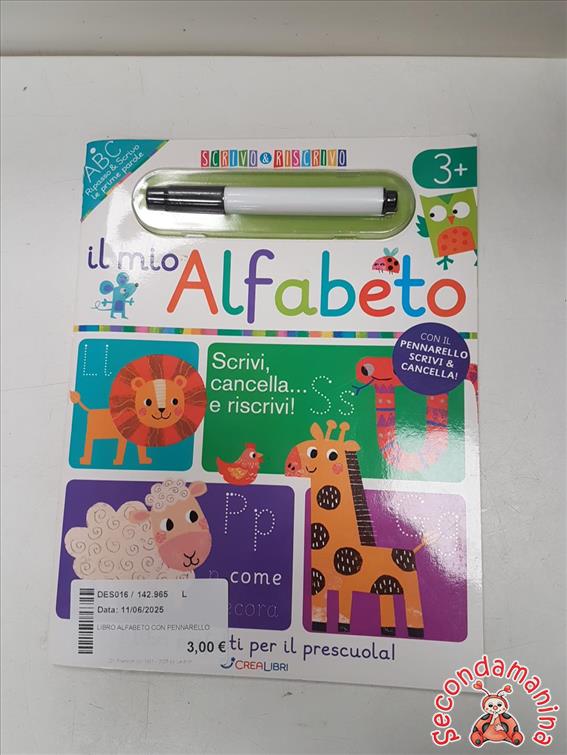 SCRIVO & RISCRIVO
ABC
Ripasso & Scrivo
le prime parole
3+
il mio Alfabeto
CON IL
PENNARELLO
SCRIVI &
CANCELLA!
Ll
Scrivi,
cancella...
e riscrivi!
Ss
Pp
Gg
come
ecora
DES016 / 142.965 L
Data: 11/06/2025
LIBRO ALFABETO CON PENNARELLO
3,00 €
ti per il prescuola!
CREALIBRI
secondamanina